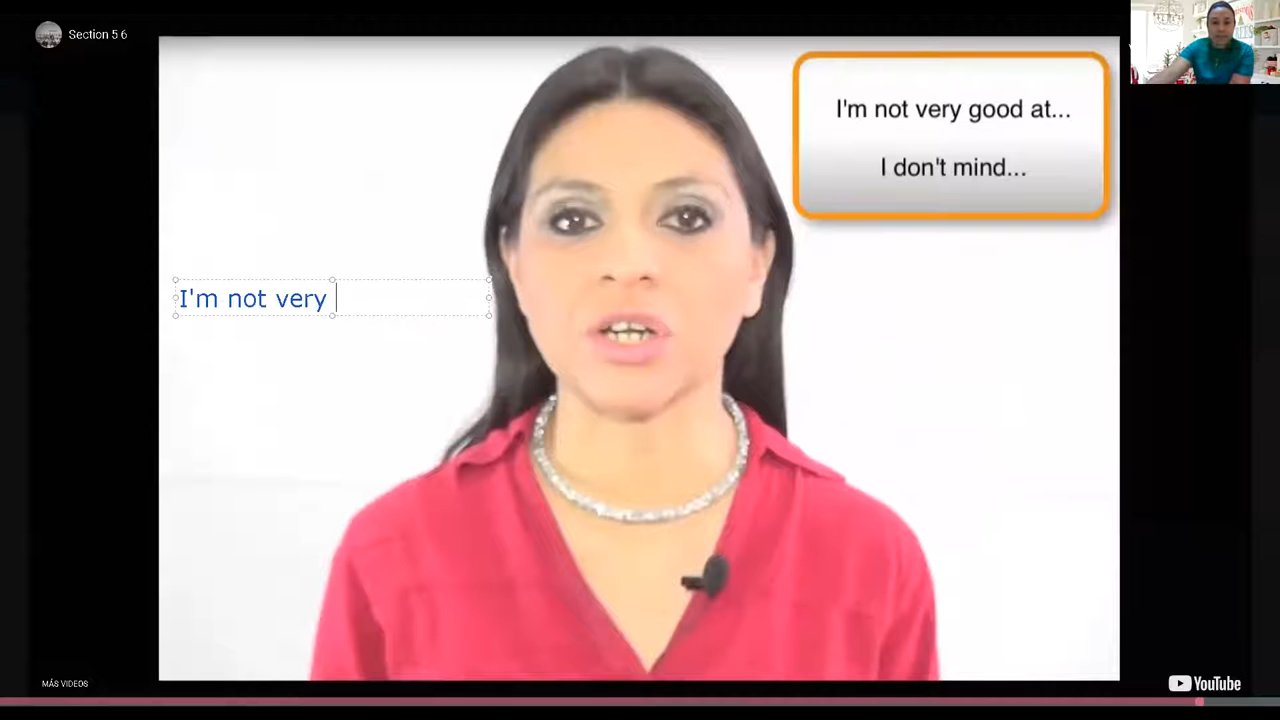 Section 5 6
I'm not very good at...
I don't mind...
I'm not very
MÁS VIDEOS
YouTube